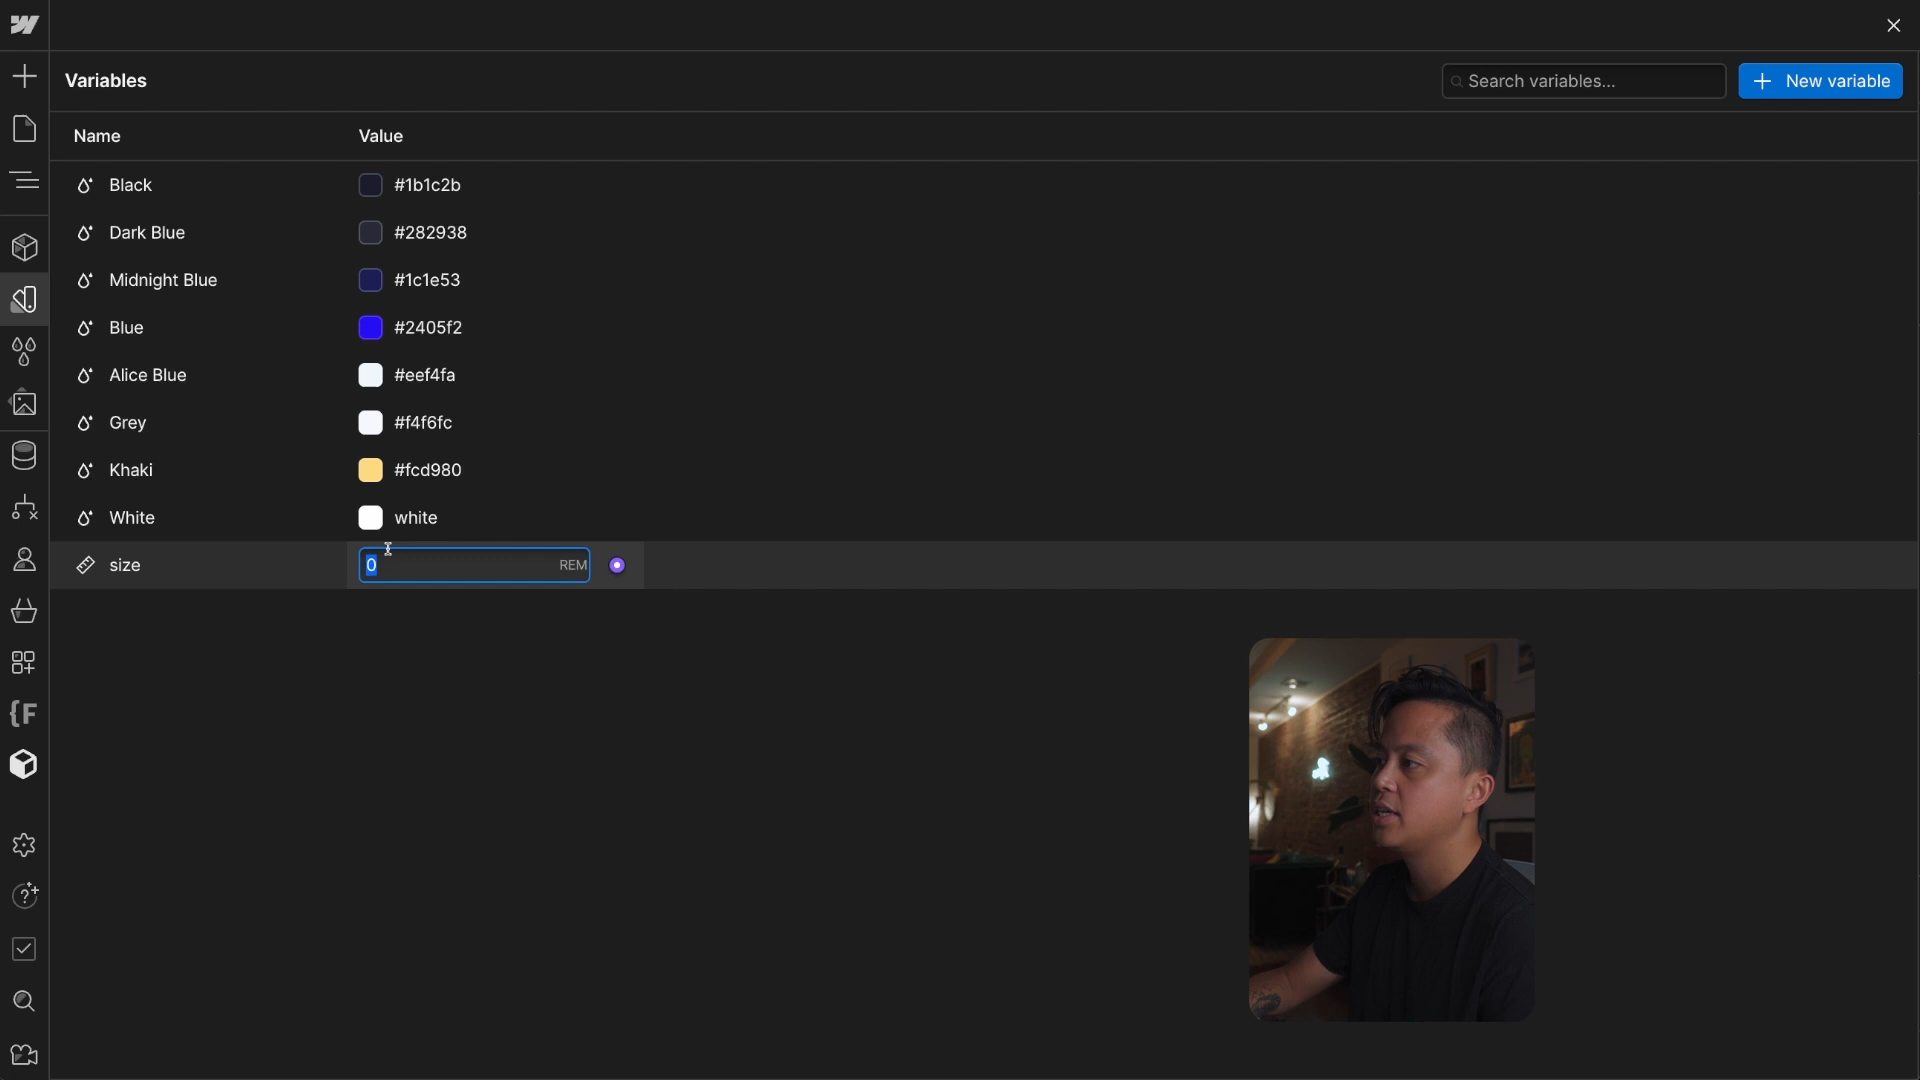 Variables
Search variables...
New variable
Name Value
Black #1b1c2b
Dark Blue #282938
Midnight Blue #1c1e53
Blue #2405f2
Alice Blue #eef4fa
Grey #f4f6fc
Khaki #fcd980
White white
size 0 REM
{F